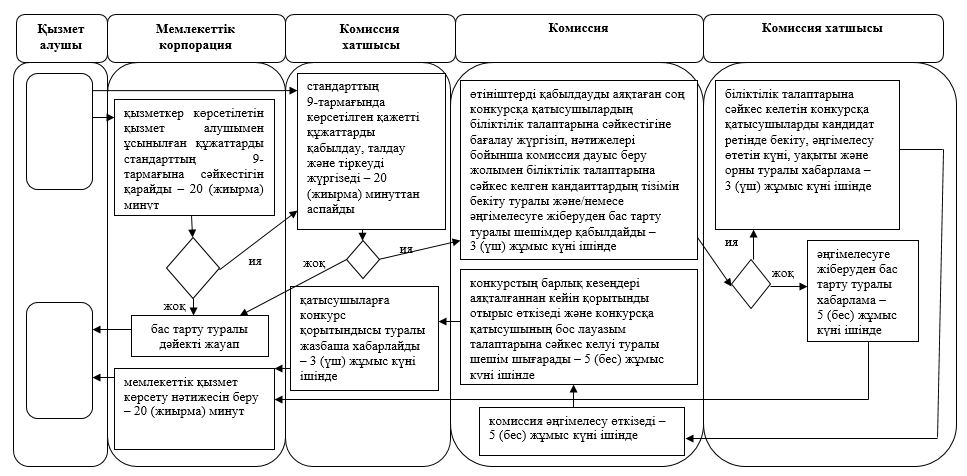 Қызмет
алушы
Мемлекеттік
корпорация
Комиссия
хатшысы
Комиссия
Комиссия хатшысы
қызметкер көрсетілетін
қызмет алушымен
ұсынылған құжаттарды
стандарттың 9-
тармағына сәйкестігін
қарайды – 20 (жиырма)
минут
ия
жоқ
бас тарту туралы
дәйекті жауап
мемлекеттік қызмет
көрсету нәтижесін беру
– 20 (жиырма) минут
стандарттың
9-тармағында
көрсетілген қажетті
құжаттарды
қабылдау, талдау
және тіркеуді
жүргізеді – 20
(жиырма) минуттан
аспайды
жоқ
ия
қатысушыларға
конкурс
қорытындысы туралы
жазбаша хабарлайды
– 3 (үш) жұмыс күні
ішінде
өтініштерді қабылдауды аяқтаған соң
конкурсқа қатысушылардың
біліктілік талаптарына сәйкестігіне
бағалау жүргізіп, нәтижелері
бойынша комиссия дауыс беру
жолымен біліктілік талаптарына
сәйкес келген кандаиттардың тізімін
бекіту туралы және/немесе
әңгімелесуге жіберуден бас тарту
туралы шешімдер қабылдайды –
3 (үш) жұмыс күні ішінде
конкурстың барлық кезеңдері
аяқталғаннан кейін қорытынды
отырыс өткізеді және конкурсқа
қатысушының бос лауазым
талаптарына сәйкес келуі туралы
шешім шығарады – 5 (бес) жұмыс
күні ішінде
комиссия әңгімелесу өткізеді –
5 (бес) жұмыс күні ішінде
біліктілік талаптарына
сәйкес келетін конкурсқа
қатысушыларды кандидат
ретінде бекіту, әңгімелесу
өтетін күні, уақыты және
орны туралы хабарлама –
3 (үш) жұмыс күні ішінде
ия
жоқ
әңгімелесуге
жіберуден бас
тарту туралы
хабарлама –
5 (бес) жұмыс
күні ішінде